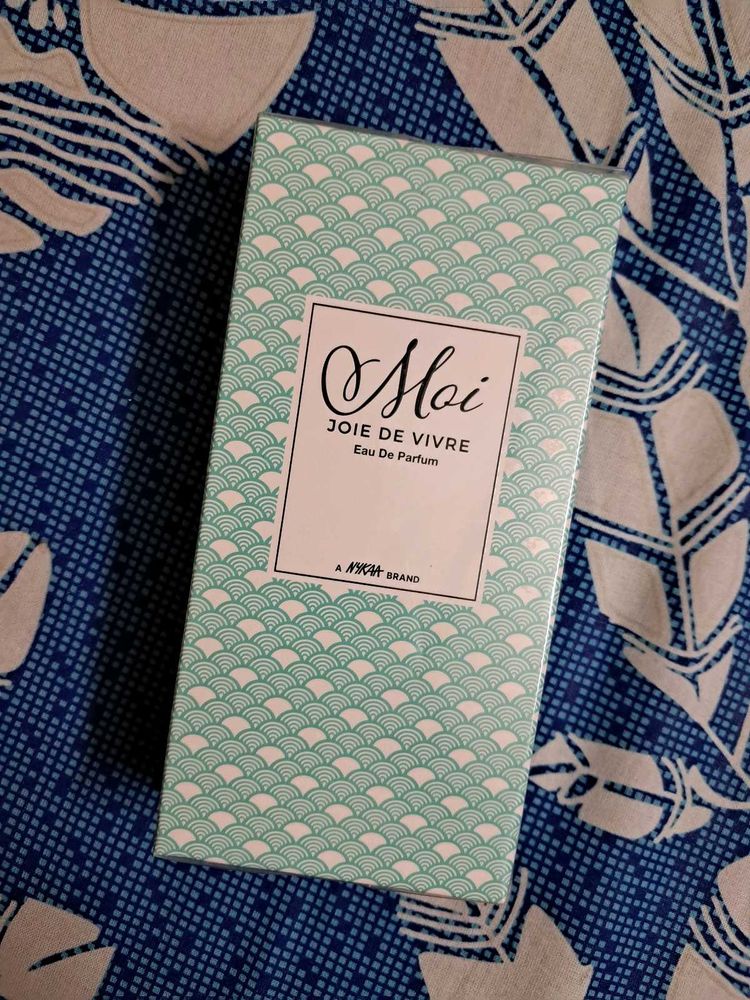 Moi
JOIE DE VIVRE
Eau De Parfum
A NYKAA BRAND